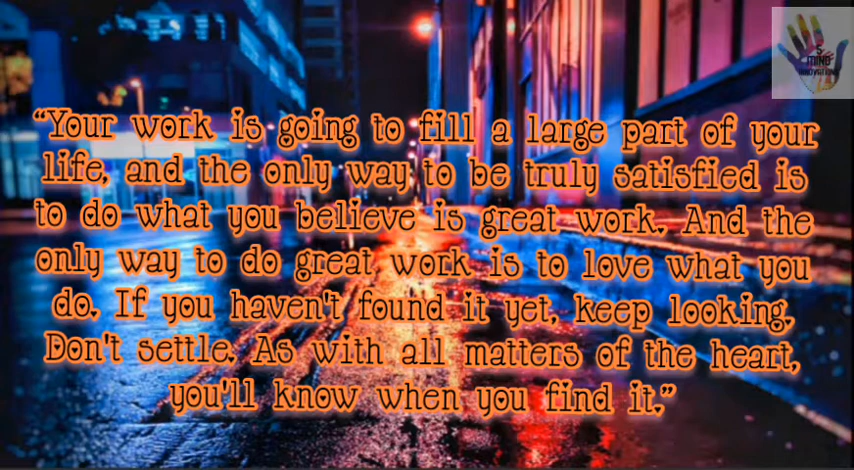 5
MIND
INNOVATIONS
“Your work is going to fill a large part of your
life, and the only way to be truly satisfied is
to do what you believe is great work. And the
only way to do great work is to love what you
do. If you haven't found it yet, keep looking.
Don't settle. As with all matters of the heart,
you'll know when you find it.”